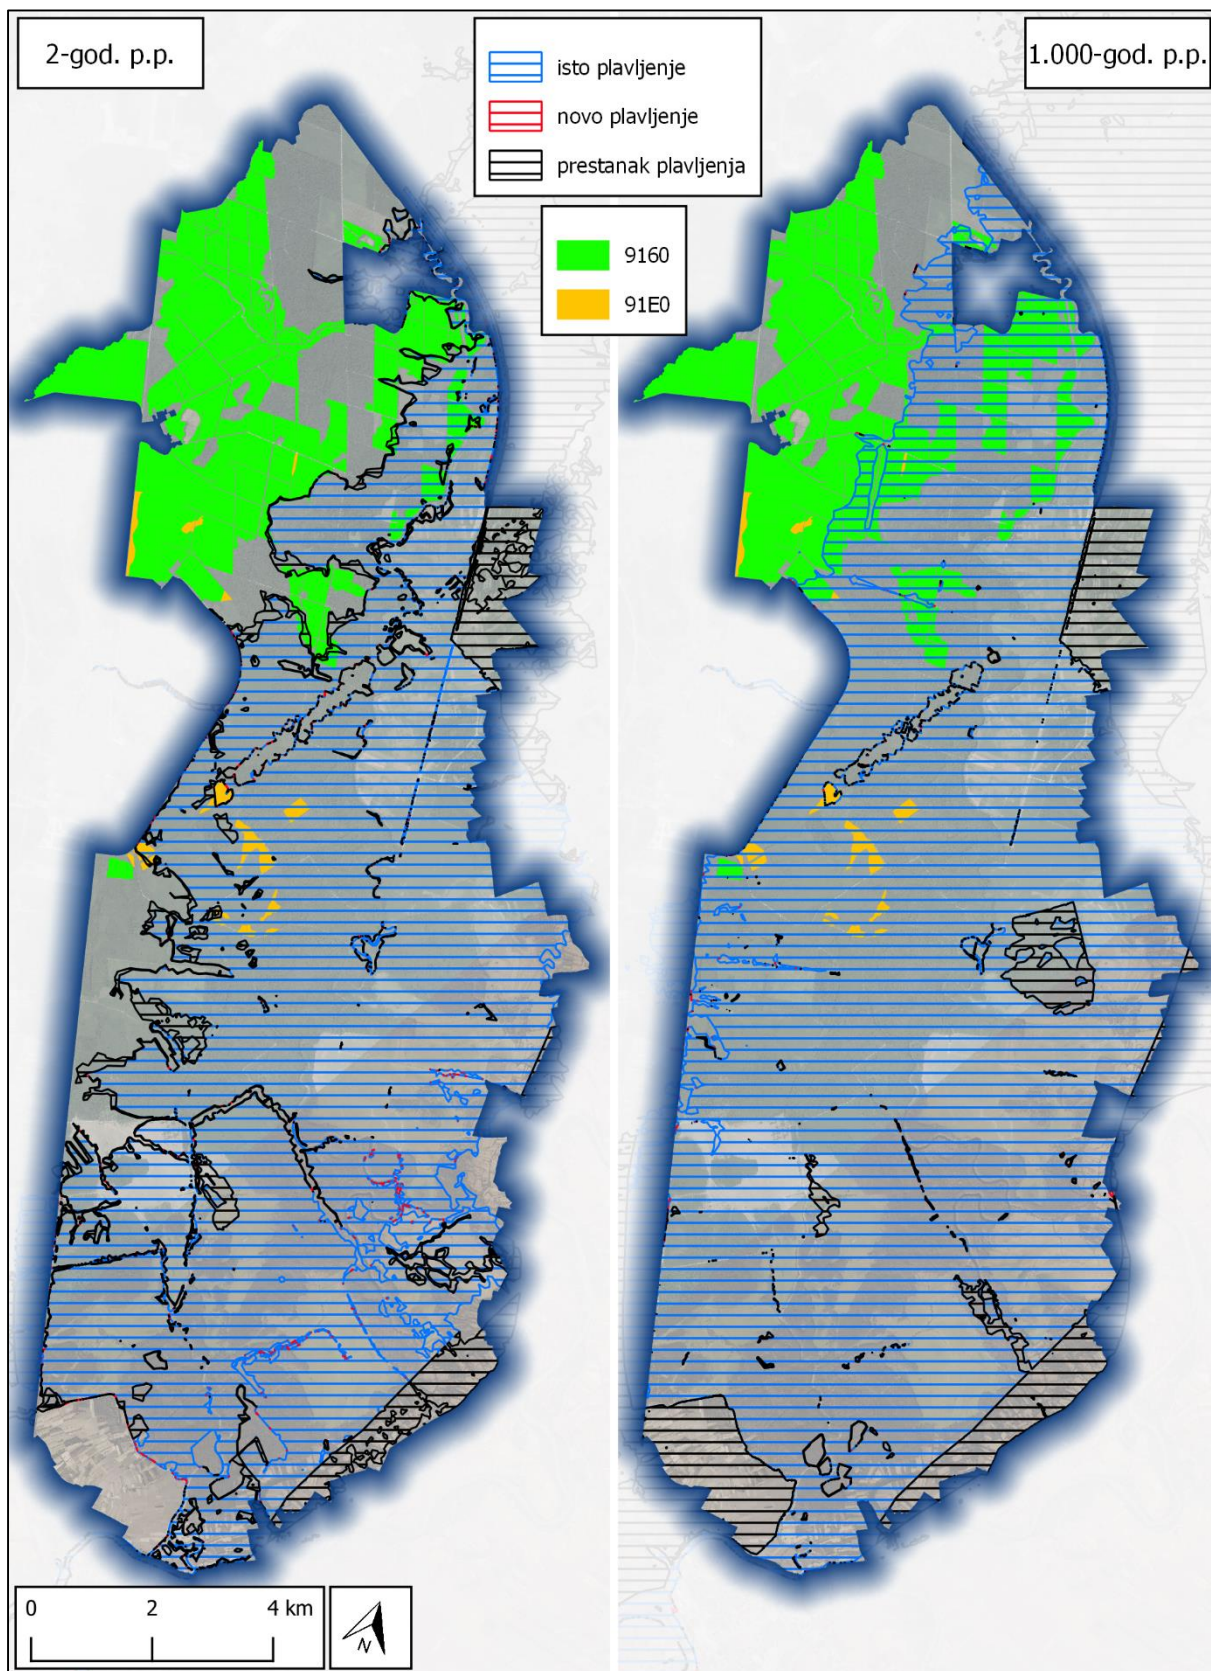 2-god. p.p.
1.000-god. p.p.
isto plavljenje
novo plavljenje
prestanak plavljenja
9160
91E0
0 2 4 km
N